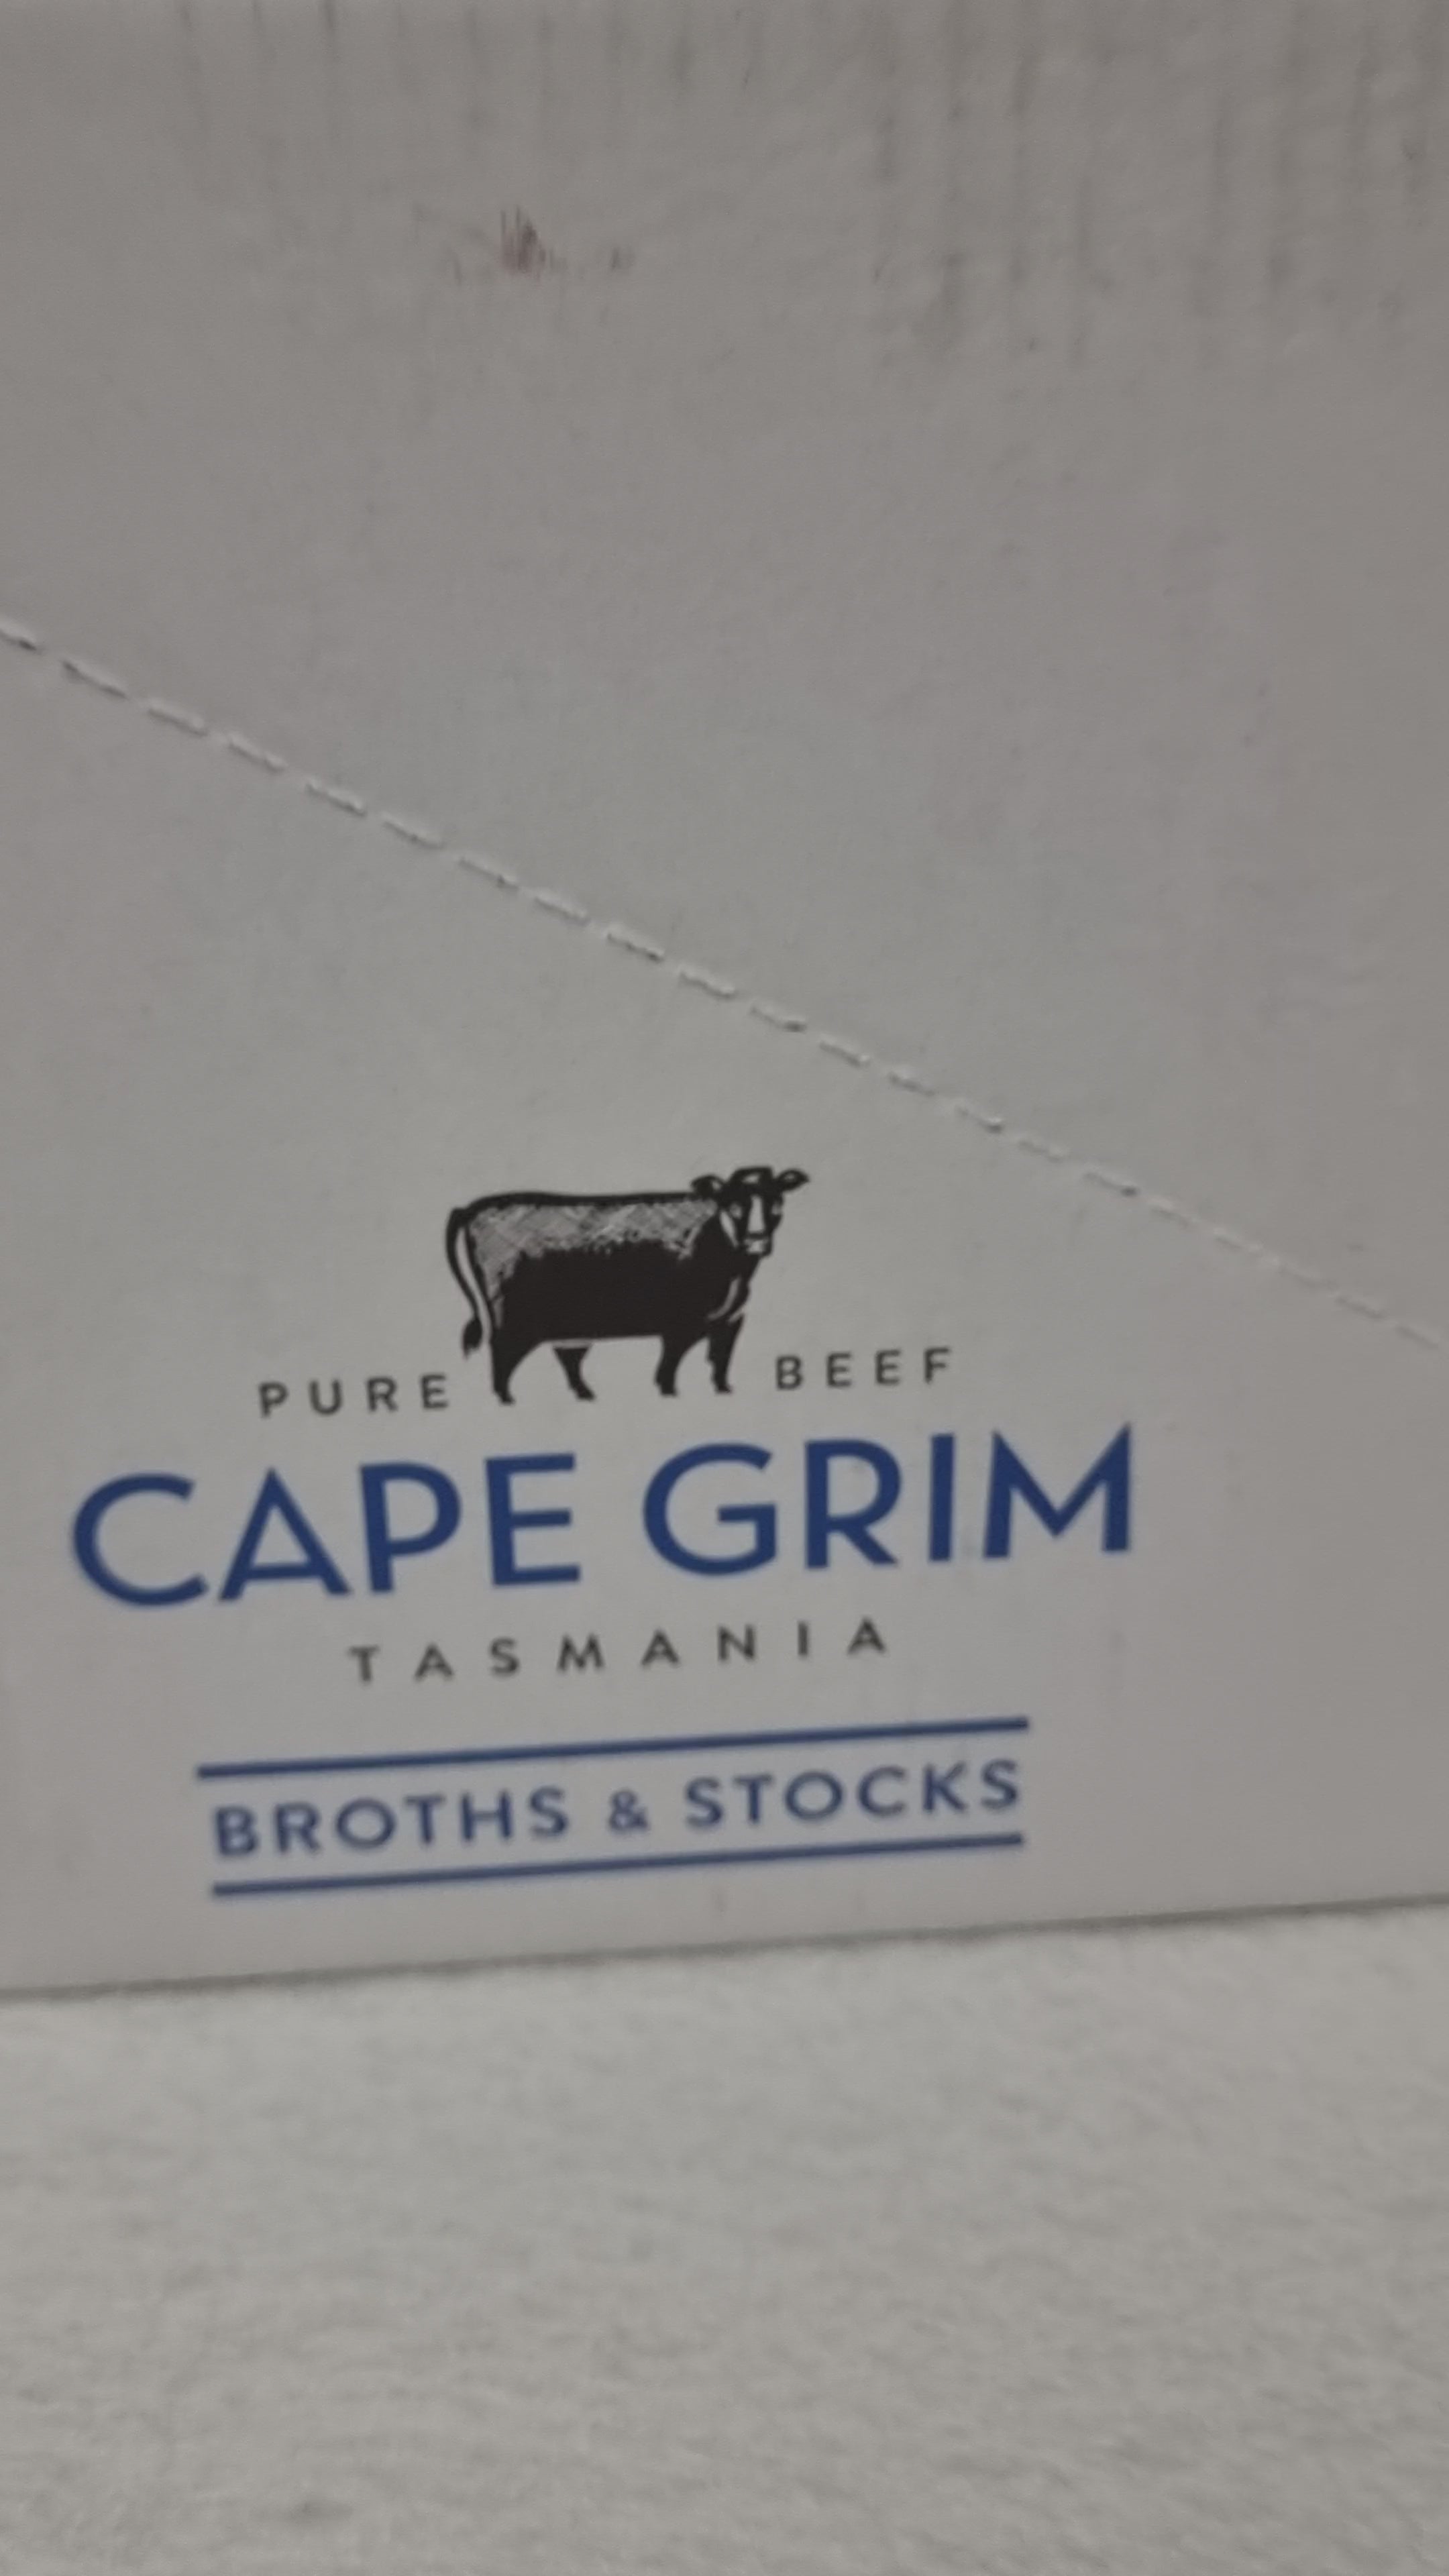 PURE BEEF
CAPE GRIM
TASMANIA
BROTHS & STOCKS